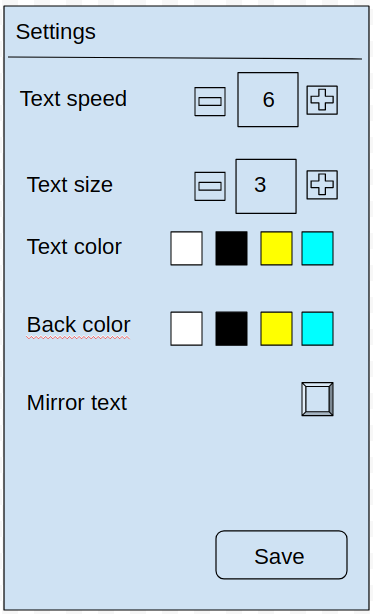 Settings
Text speed 6
Text size 3
Text color
Back color
Mirror text
Save